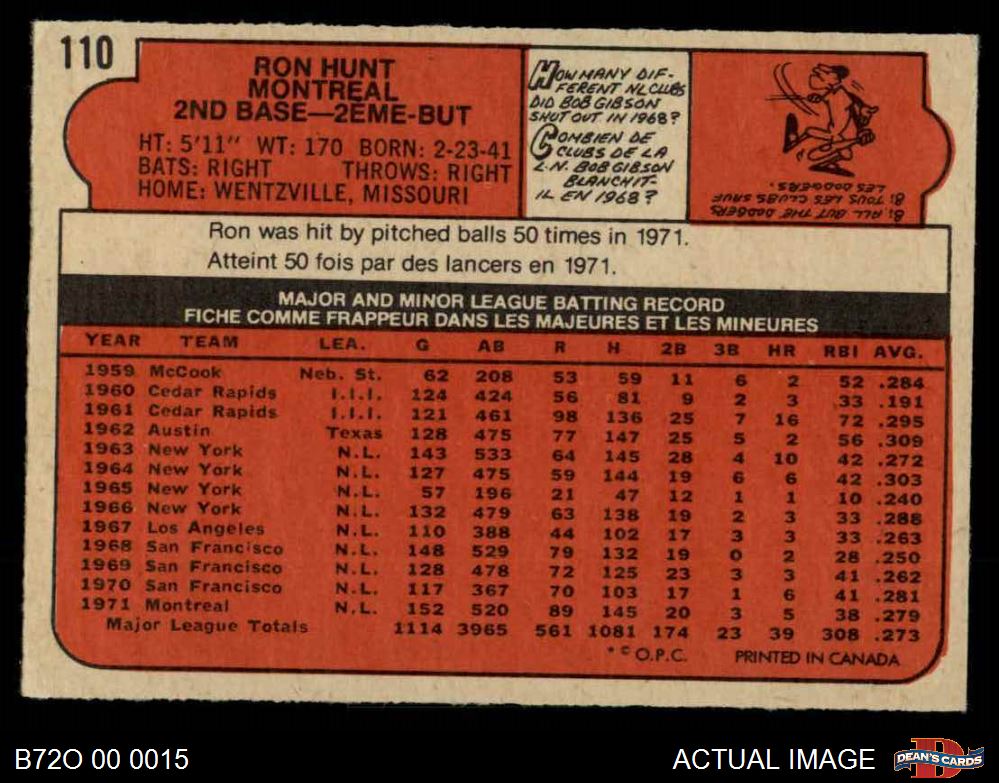 110
RON HUNT
MONTREAL
2ND BASE—2EME-BUT
HT: 5'11" WT: 170 BORN: 2-23-41
BATS: RIGHT THROWS: RIGHT
HOME: WENTZVILLE, MISSOURI
HOW MANY DIF-
FERENT NL CLUBS
DID BOB GIBSON
SHUT OUT IN 1968?
COMBIEN DE
CLUBS DE LA
L.N. BOB GIBSON
BLANCHIT-
IL EN 1968?
A: ALL BUT THE DODGERS
A: TOUS LES CLUBS SAUF
LES DODGERS.
Ron was hit by pitched balls 50 times in 1971.
Atteint 50 fois par des lancers en 1971.
MAJOR AND MINOR LEAGUE BATTING RECORD
FICHE COMME FRAPPEUR DANS LES MAJEURES ET LES MINEURES
YEAR TEAM LEA. G AB R H 2B 3B HR RBI AVG.
1959 McCook Neb. St. 62 208 53 59 11 6 2 52 .284
1960 Cedar Rapids I.I.I. 124 424 56 81 9 2 3 33 .191
1961 Cedar Rapids I.I.I. 121 461 98 136 25 7 16 72 .295
1962 Austin Texas 128 475 77 147 25 5 2 56 .309
1963 New York N.L. 143 533 64 145 28 4 10 42 .272
1964 New York N.L. 127 475 59 144 19 6 6 42 .303
1965 New York N.L. 57 196 21 47 12 1 1 10 .240
1966 New York N.L. 132 479 63 138 19 2 3 33 .288
1967 Los Angeles N.L. 110 388 44 102 17 3 3 33 .263
1968 San Francisco N.L. 148 529 79 132 19 0 2 28 .250
1969 San Francisco N.L. 128 478 72 125 23 3 3 41 .262
1970 San Francisco N.L. 117 367 70 103 17 1 6 41 .281
1971 Montreal N.L. 152 520 89 145 20 3 5 38 .279
Major League Totals 1114 3965 561 1081 174 23 39 308 .273
* © O.P.C. PRINTED IN CANADA
B72O 00 0015
ACTUAL IMAGE
D
DEAN'S CARDS